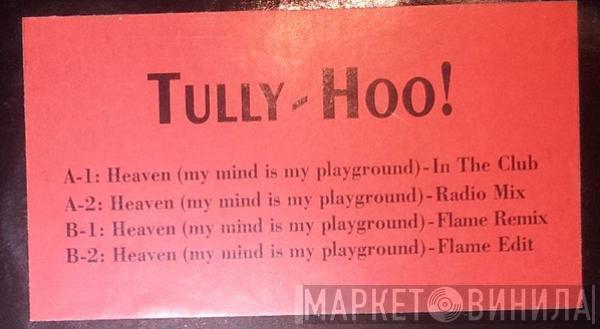 TULLY-HOO!
A-1: Heaven (my mind is my playground)-In The Club
A-2: Heaven (my mind is my playground)-Radio Mix
B-1: Heaven (my mind is my playground)-Flame Remix
B-2: Heaven (my mind is my playground)-Flame Edit
МАРКЕТ ВИНИЛА